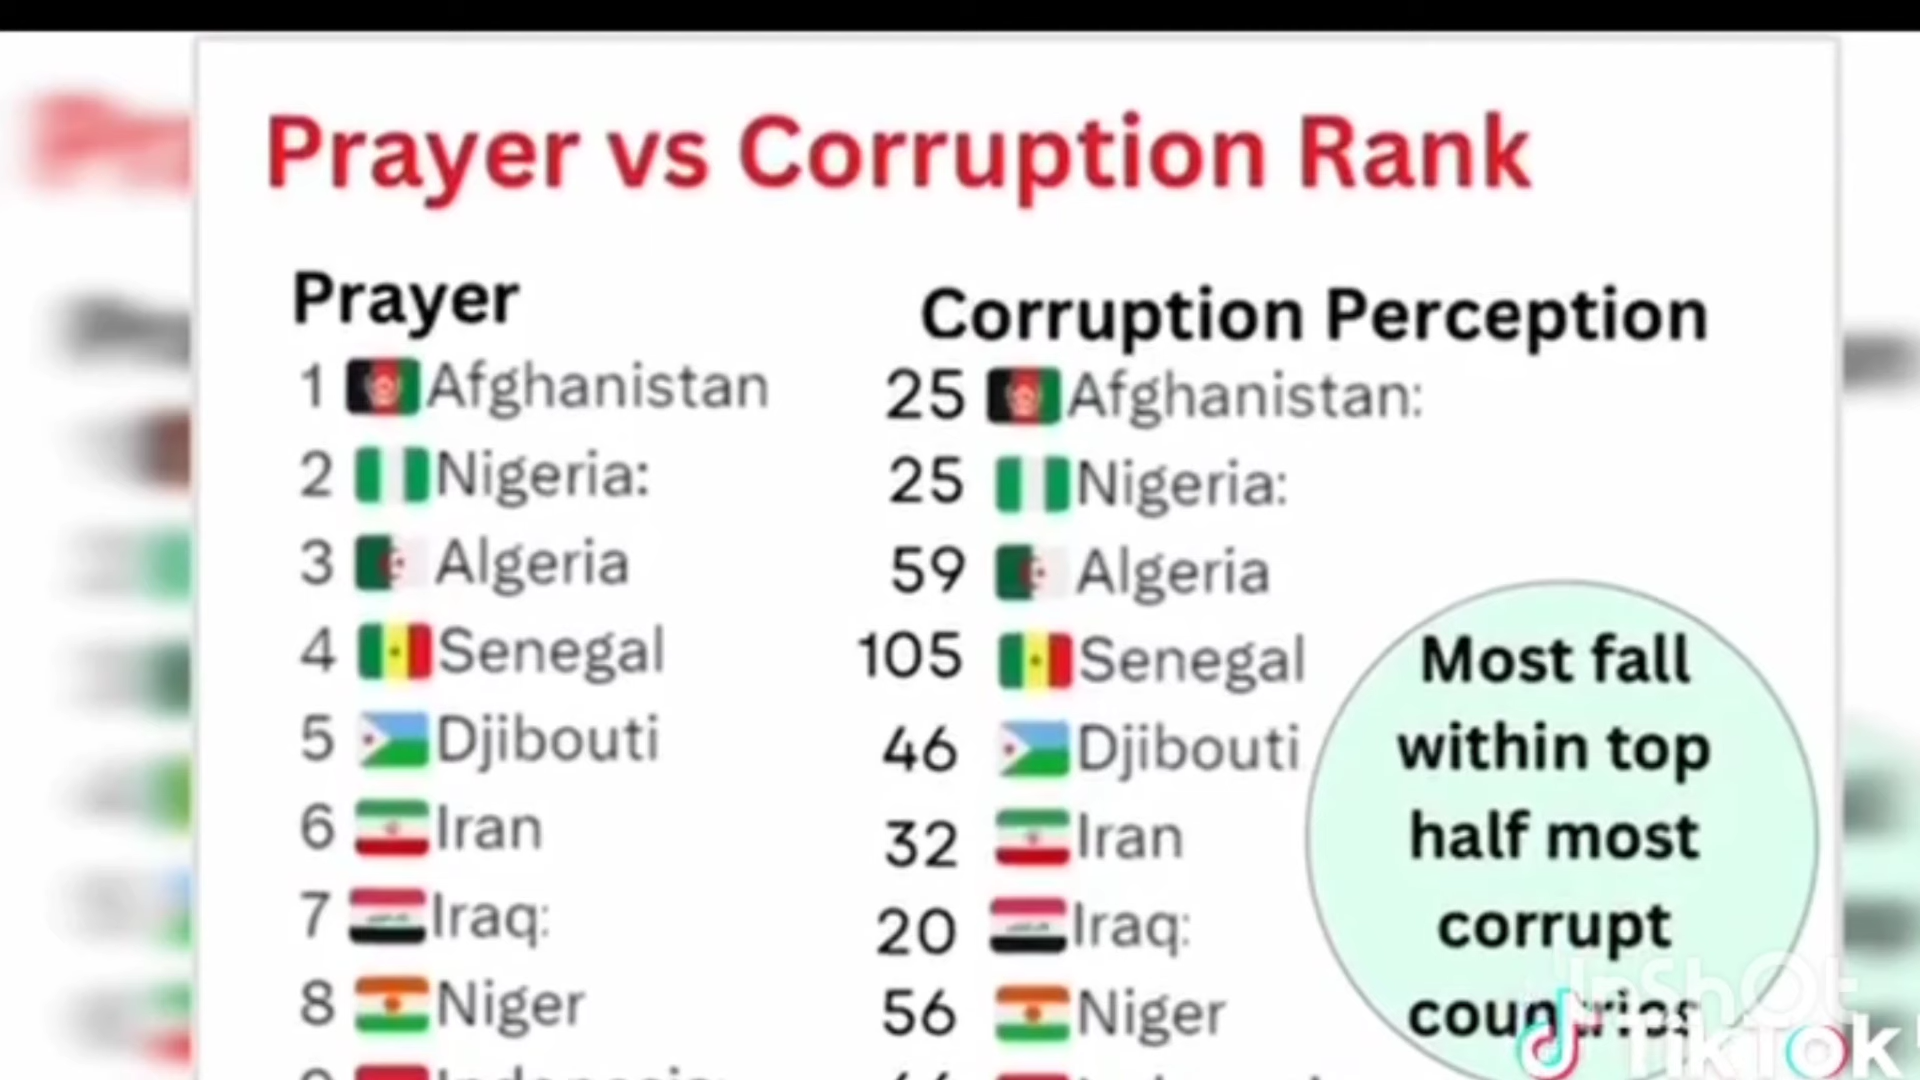 Prayer vs Corruption Rank
Prayer
Corruption Perception
1 Afghanistan
2 Nigeria:
3 Algeria
4 Senegal
5 Djibouti
6 Iran
7 Iraq:
8 Niger
25 Afghanistan:
25 Nigeria:
59 Algeria
105 Senegal
46 Djibouti
32 Iran
20 Iraq:
56 Niger
Most fall
within top
half most
corrupt
countries
InShOt
TikTok